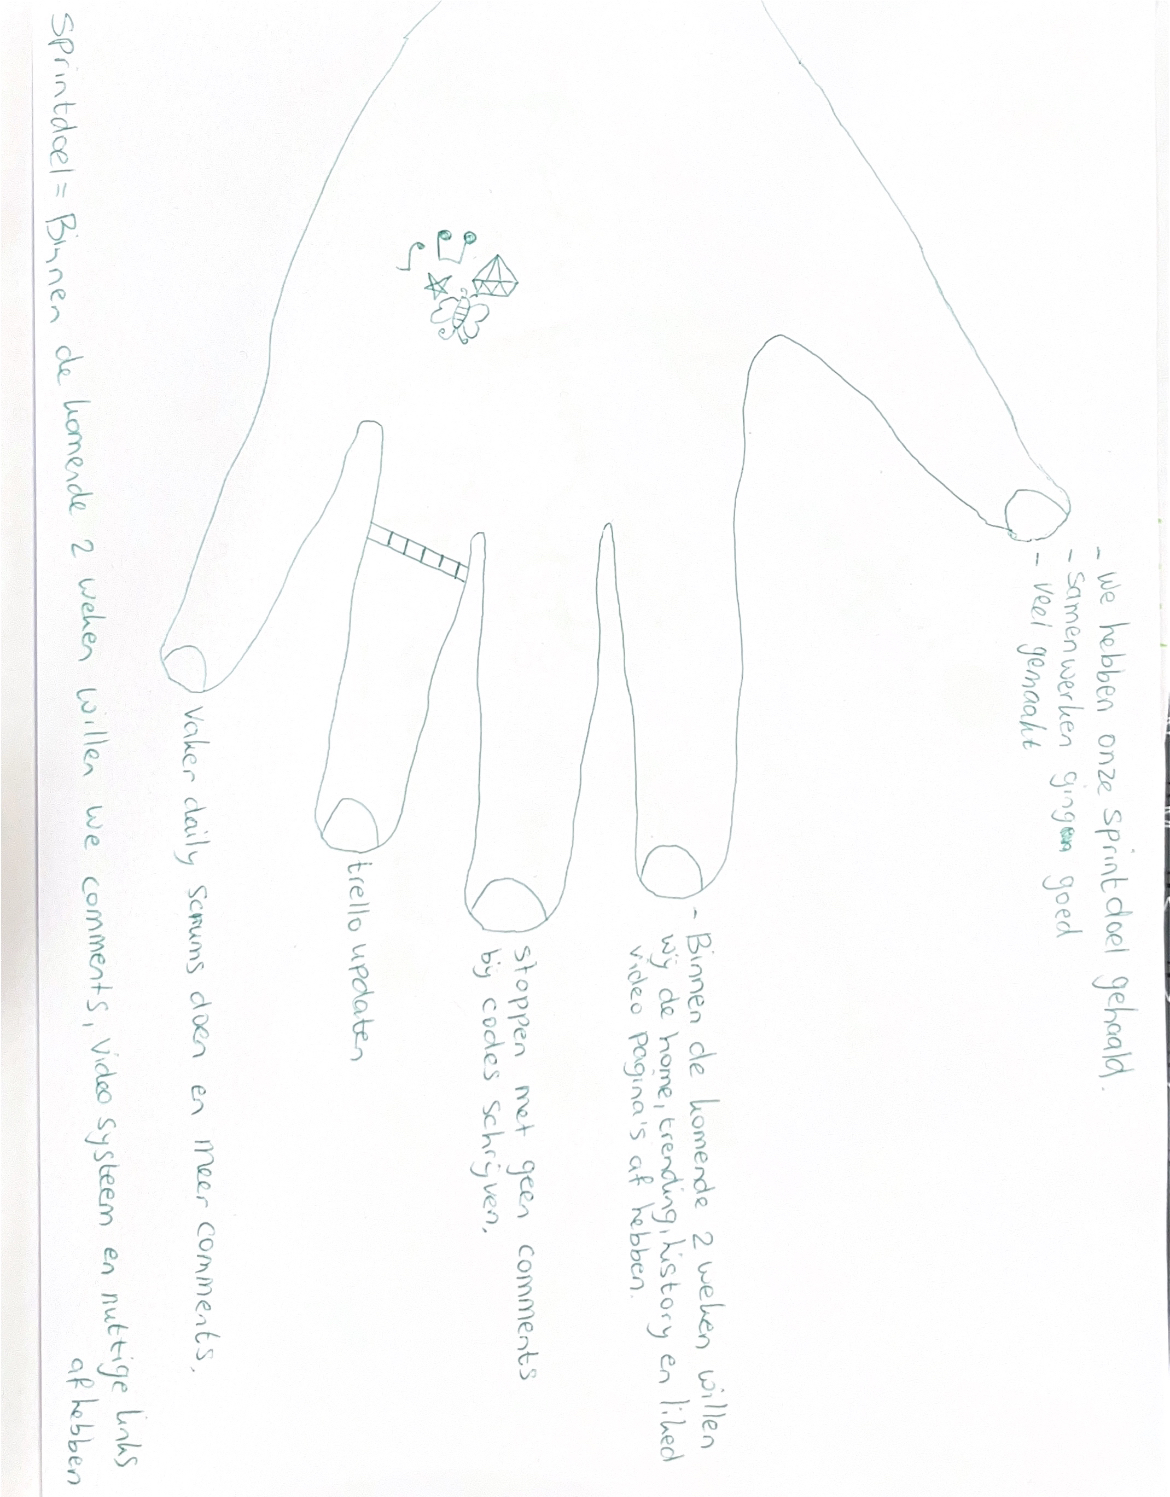 - We hebben onze sprintdoel gehaald.
- samenwerken gingen goed
- veel gemaakt
- Binnen de komende 2 weken willen
wij de home, trending, history en liked
video pagina's af hebben.
stoppen met geen comments
bij codes schrijven,
trello updaten
vaker daily scrums doen en meer comments.
Sprintdoel = Binnen de komende 2 weken willen we comments, video systeem en nuttige links
af hebben